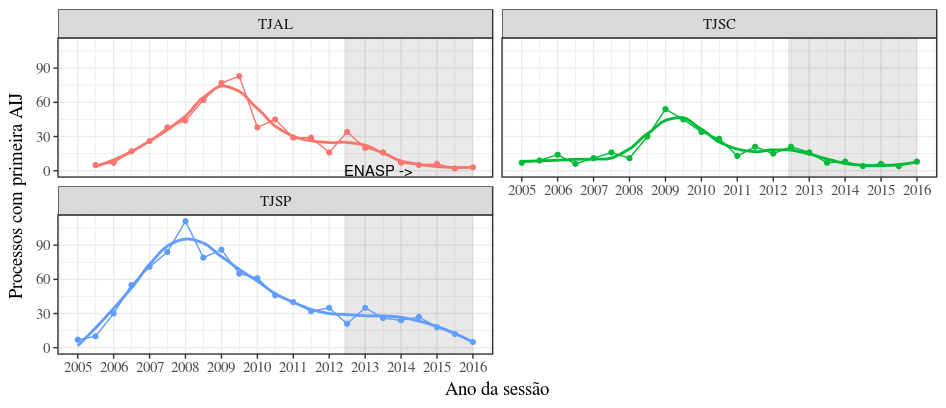 TJAL
TJSC
90
60
30
0
ENASP ->
2005 2006 2007 2008 2009 2010 2011 2012 2013 2014 2015 2016
TJSP
90
60
30
0
2005 2006 2007 2008 2009 2010 2011 2012 2013 2014 2015 2016
Processos com primeira AIJ
Ano da sessão